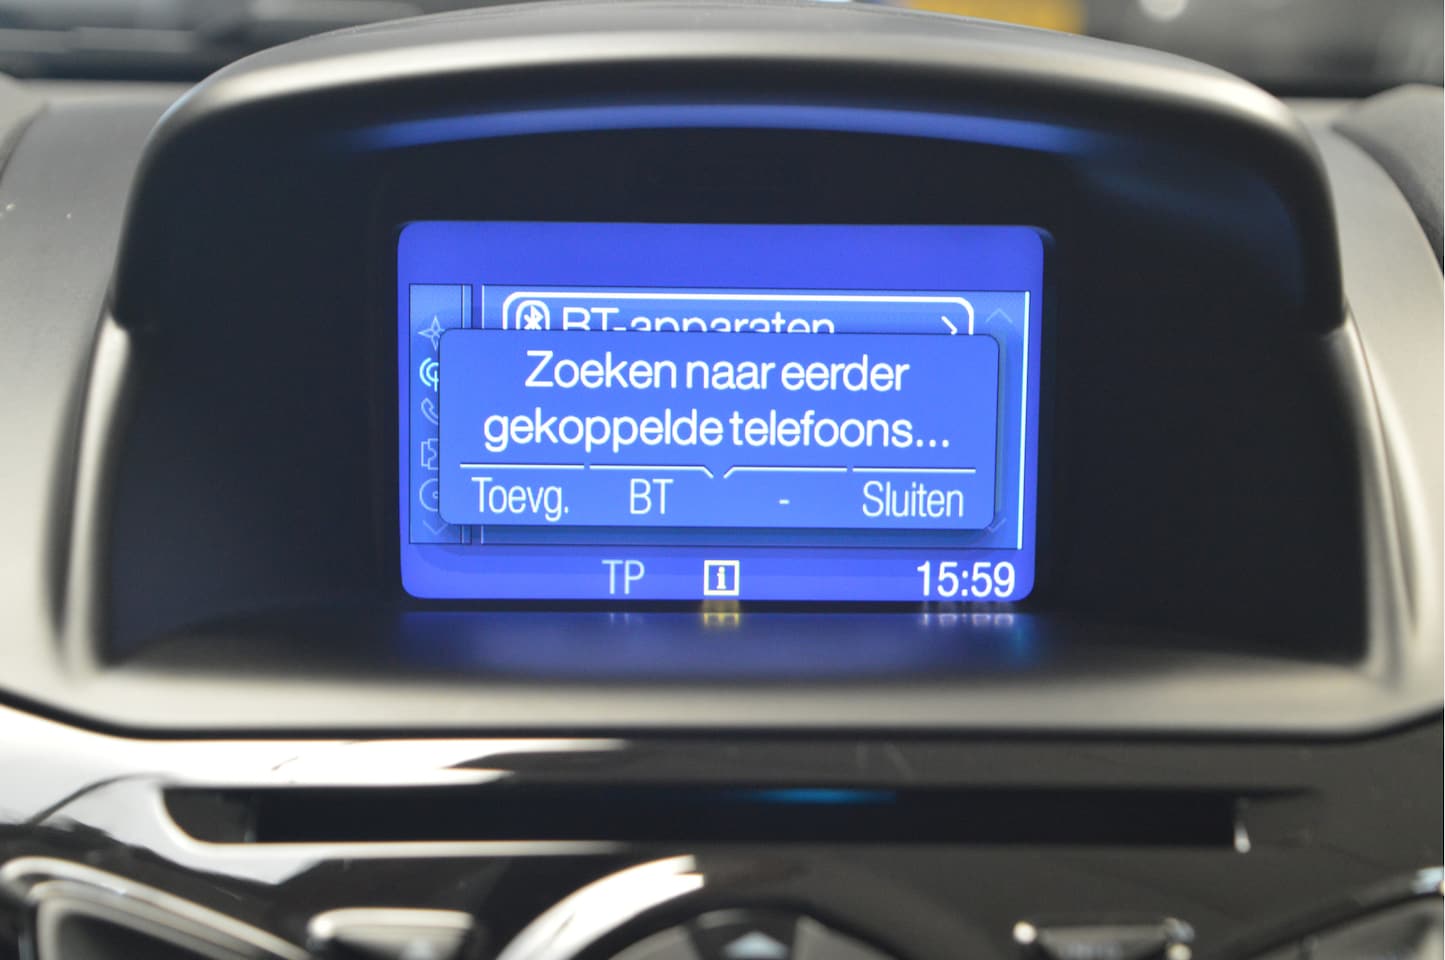 BT-apparaten
Zoeken naar eerder
gekoppelde telefoons...
Toevg. BT - Sluiten
TP i 15:59